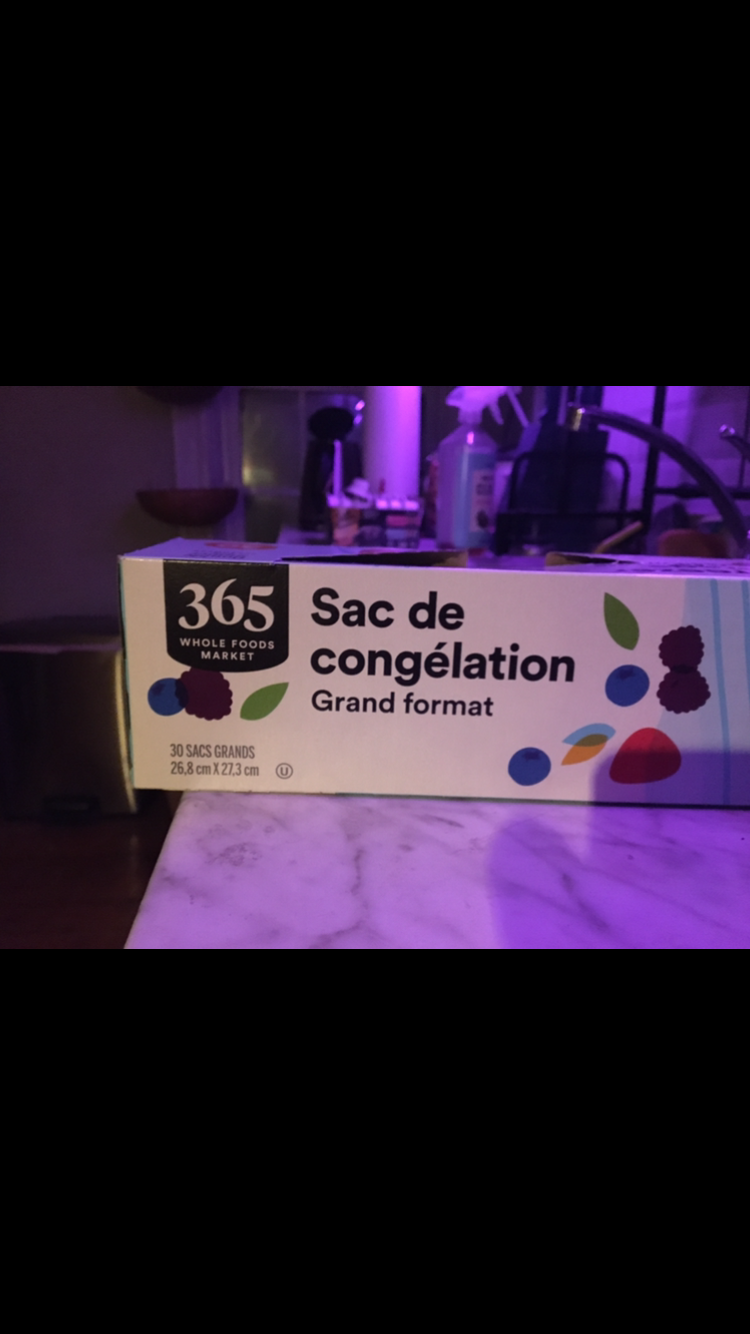 365
WHOLE FOODS
MARKET
Sac de
congélation
Grand format
30 SACS GRANDS
26,8 cm X 27,3 cm
U